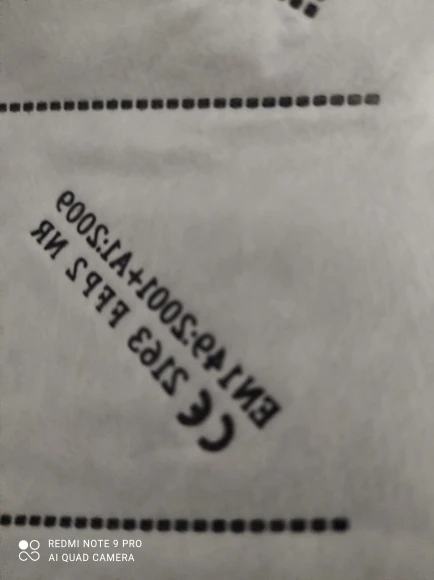 EN149:2001+A1:2009
CE 2163 FFP2 NR
REDMI NOTE 9 PRO
AI QUAD CAMERA